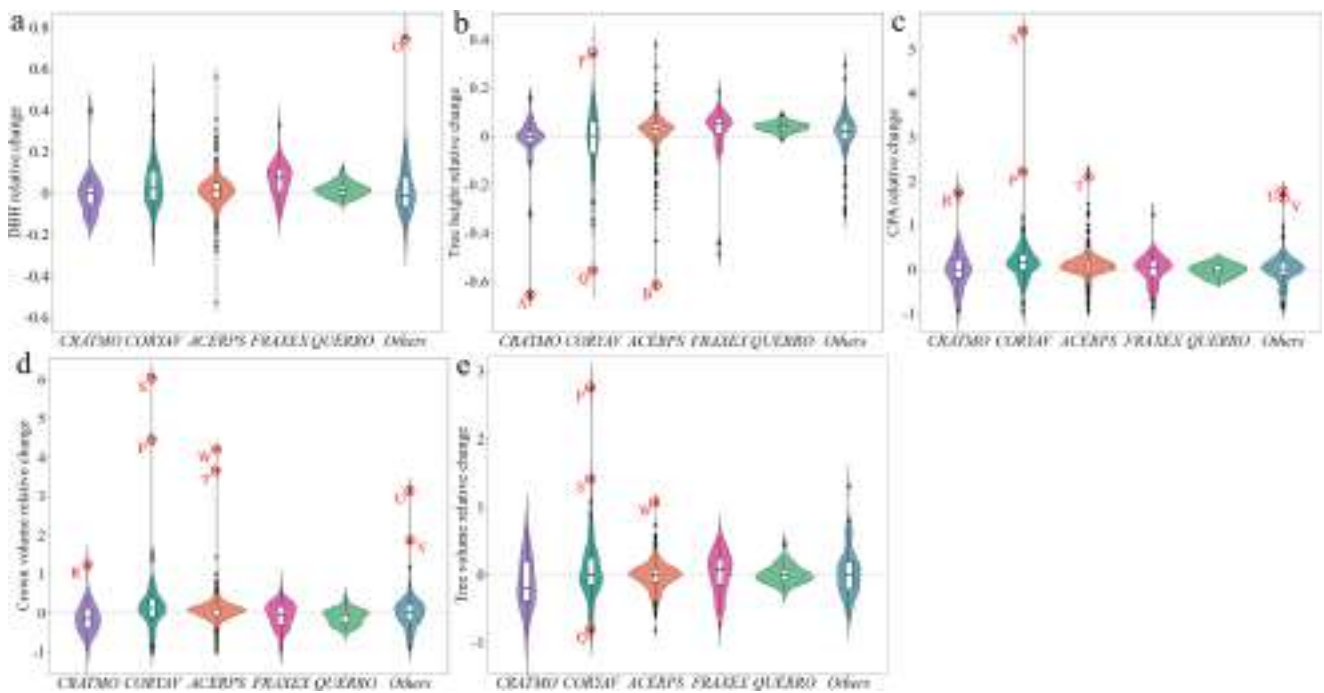 a
DBH relative change
0.8
0.6
0.4
0.2
0
-0.2
-0.4
-0.6
CRATMO CORYAV ACERPS FRAXEX QUERRO Others
b
Tree height relative change
0.4
0.2
0
-0.2
-0.4
-0.6
P
A
Q
B
CRATMO CORYAV ACERPS FRAXEX QUERRO Others
c
CPA relative change
5
4
3
2
1
0
-1
R
S
P
T
U
V
CRATMO CORYAV ACERPS FRAXEX QUERRO Others
d
Crown volume relative change
6
5
4
3
2
1
0
-1
R
S
P
W
T
U
V
CRATMO CORYAV ACERPS FRAXEX QUERRO Others
e
Tree volume relative change
3
2
1
0
-1
P
S
Q
W
CRATMO CORYAV ACERPS FRAXEX QUERRO Others